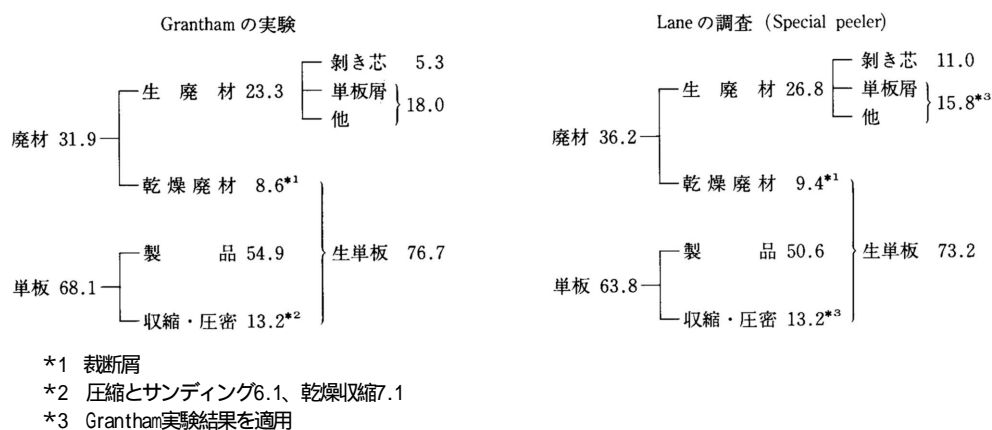 Granthamの実験
剝き芯 5.3
生廃材 23.3
単板屑
18.0
他
廃材 31.9
乾燥廃材 8.6*1
製品 54.9
生単板 76.7
単板 68.1
収縮・圧密 13.2*2
Laneの調査 (Special peeler)
剝き芯 11.0
生廃材 26.8
単板屑
15.8*3
他
廃材 36.2
乾燥廃材 9.4*1
製品 50.6
生単板 73.2
単板 63.8
収縮・圧密 13.2*3
*1 裁断屑
*2 圧縮とサンディング6.1、乾燥収縮7.1
*3 Grantham実験結果を適用